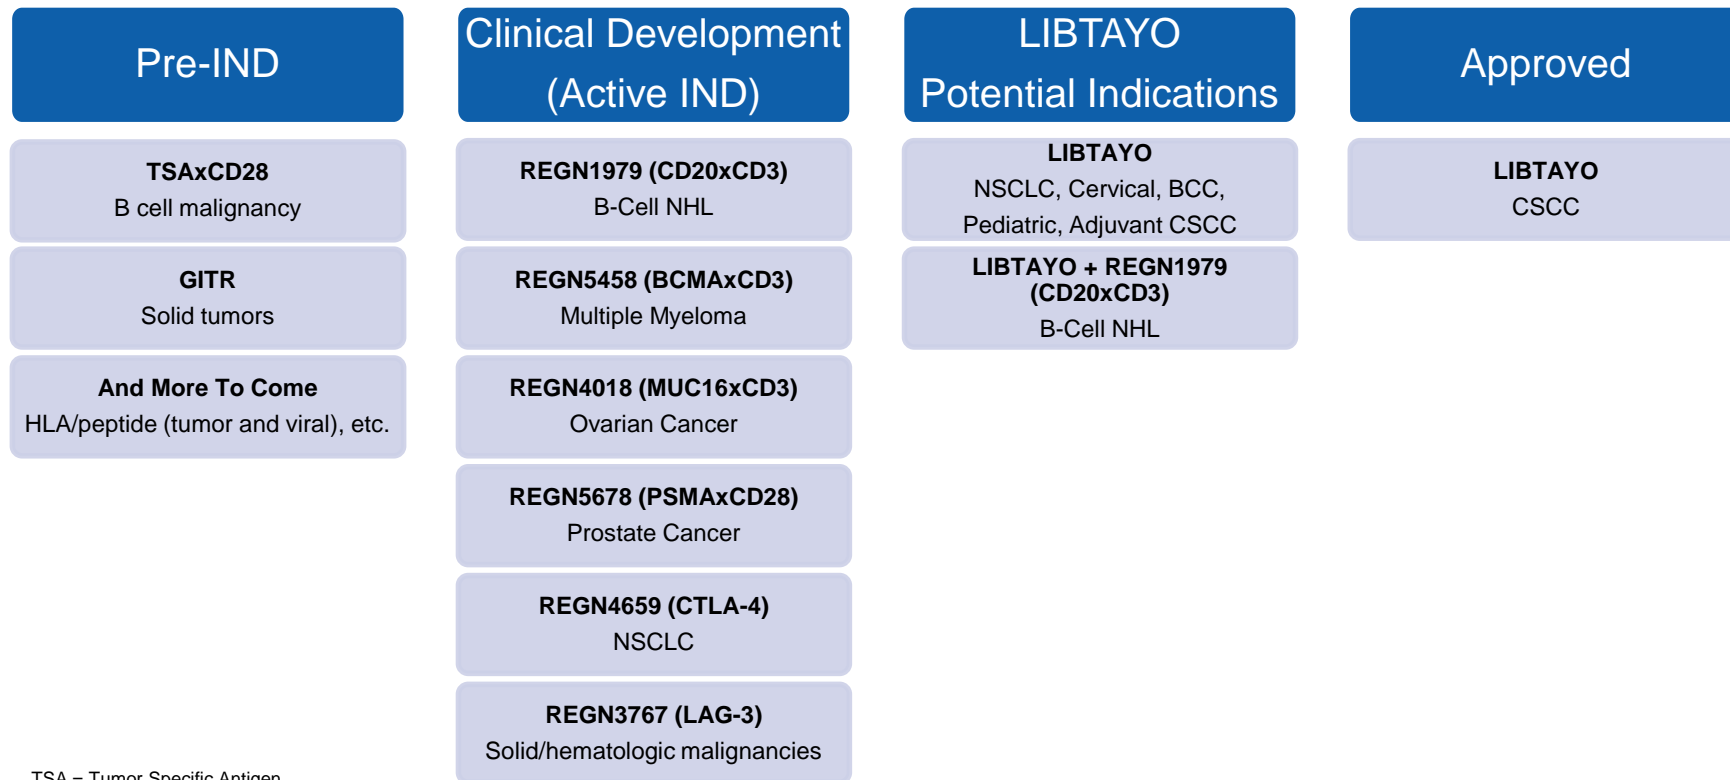 Pre-IND
TSAxCD28
B cell malignancy
GITR
Solid tumors
And More To Come
HLA/peptide (tumor and viral), etc.
Clinical Development
(Active IND)
REGN1979 (CD20xCD3)
B-Cell NHL
REGN5458 (BCMAxCD3)
Multiple Myeloma
REGN4018 (MUC16xCD3)
Ovarian Cancer
REGN5678 (PSMAxCD28)
Prostate Cancer
REGN4659 (CTLA-4)
NSCLC
REGN3767 (LAG-3)
Solid/hematologic malignancies
LIBTAYO
Potential Indications
LIBTAYO
NSCLC, Cervical, BCC,
Pediatric, Adjuvant CSCC
LIBTAYO + REGN1979
(CD20xCD3)
B-Cell NHL
Approved
LIBTAYO
CSCC
TSA = Tumor Specific Antigen